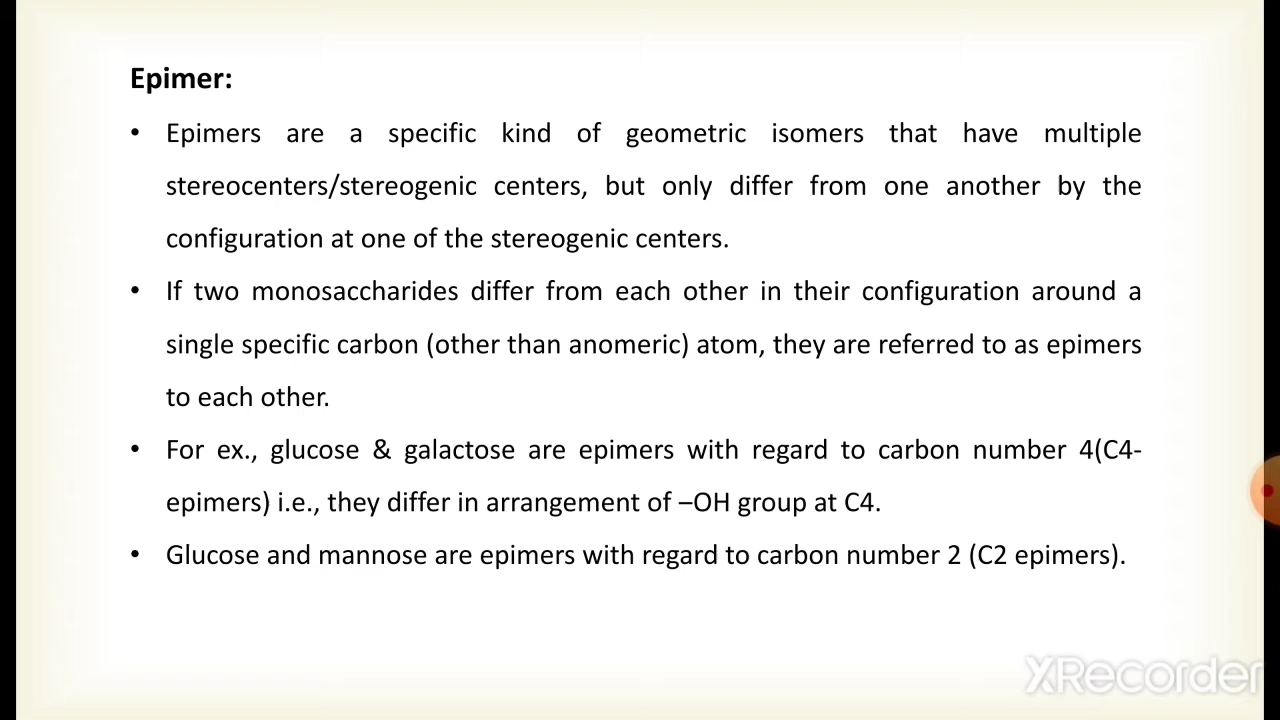 Epimer:
• Epimers are a specific kind of geometric isomers that have multiple
stereocenters/stereogenic centers, but only differ from one another by the
configuration at one of the stereogenic centers.
• If two monosaccharides differ from each other in their configuration around a
single specific carbon (other than anomeric) atom, they are referred to as epimers
to each other.
• For ex., glucose & galactose are epimers with regard to carbon number 4(C4-
epimers) i.e., they differ in arrangement of –OH group at C4.
• Glucose and mannose are epimers with regard to carbon number 2 (C2 epimers).
XRecorder